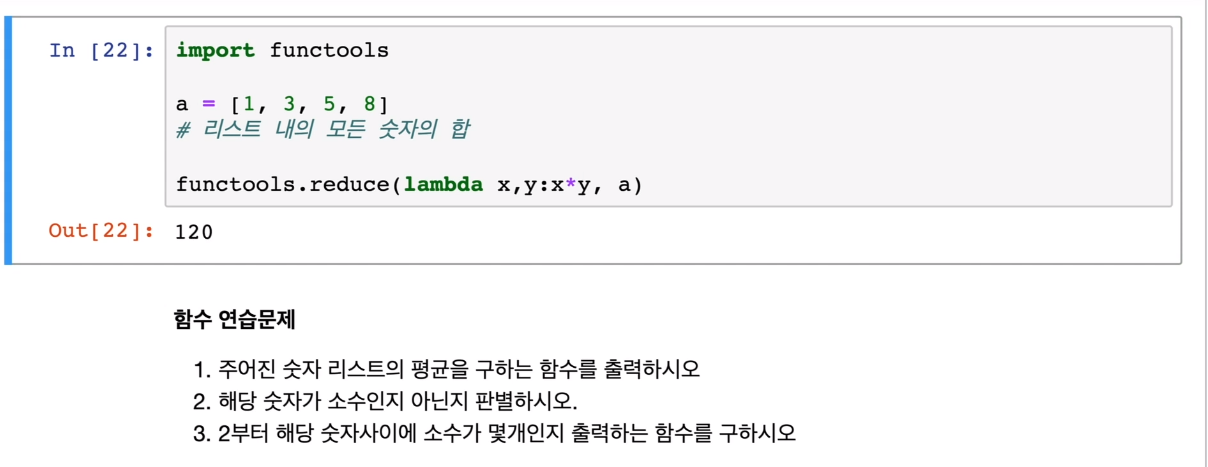 In [22]: import functools
a = [1, 3, 5, 8]
# 리스트 내의 모든 숫자의 합
functools.reduce(lambda x,y:x*y, a)
Out[22]: 120
함수 연습문제
1. 주어진 숫자 리스트의 평균을 구하는 함수를 출력하시오
2. 해당 숫자가 소수인지 아닌지 판별하시오.
3. 2부터 해당 숫자사이에 소수가 몇개인지 출력하는 함수를 구하시오